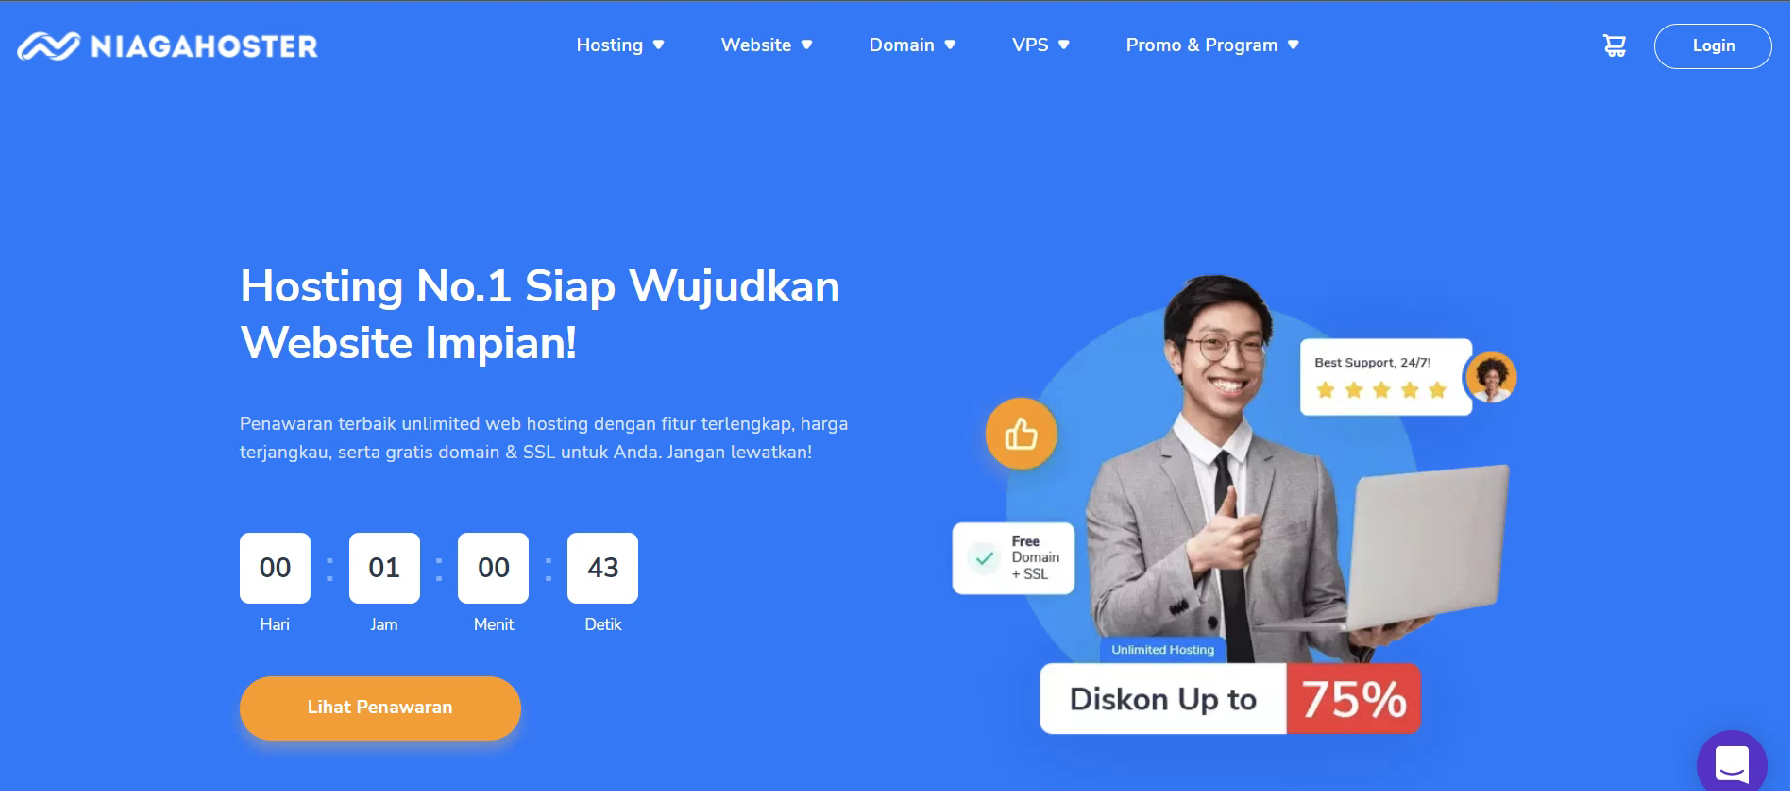 NIAGAHOSTER
Hosting
Website
Domain
VPS
Promo & Program
Login
Hosting No.1 Siap Wujudkan
Website Impian!
Penawaran terbaik unlimited web hosting dengan fitur terlengkap, harga
terjangkau, serta gratis domain & SSL untuk Anda. Jangan lewatkan!
00 : 01 : 00 : 43
Hari Jam Menit Detik
Lihat Penawaran
Best Support, 24/7!
Free
Domain
+ SSL
Unlimited Hosting
Diskon Up to 75%